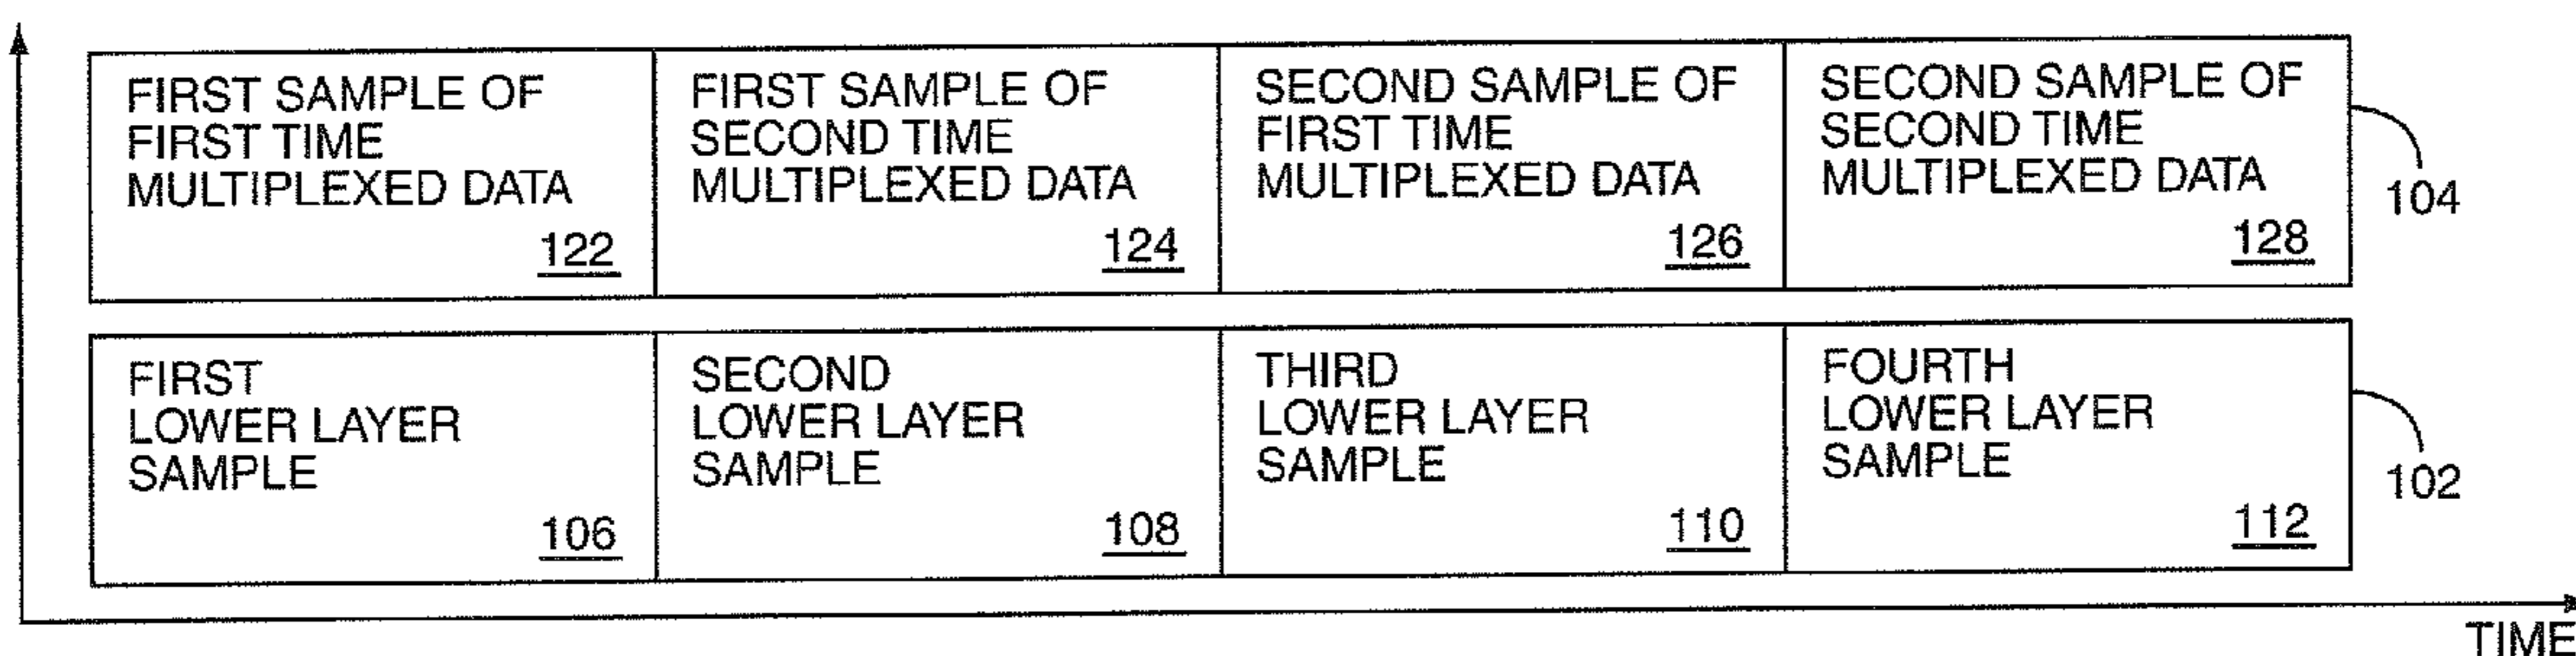 FIRST SAMPLE OF
FIRST TIME
MULTIPLEXED DATA
122
FIRST SAMPLE OF
SECOND TIME
MULTIPLEXED DATA
124
SECOND SAMPLE OF
FIRST TIME
MULTIPLEXED DATA
126
SECOND SAMPLE OF
SECOND TIME
MULTIPLEXED DATA
128
104
FIRST
LOWER LAYER
SAMPLE
106
SECOND
LOWER LAYER
SAMPLE
108
THIRD
LOWER LAYER
SAMPLE
110
FOURTH
LOWER LAYER
SAMPLE
112
102
TIME